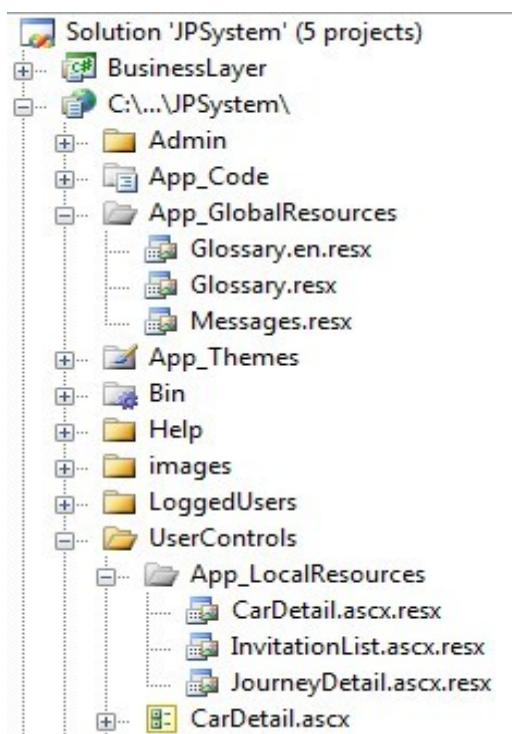 Solution 'JPSystem' (5 projects)
BusinessLayer
C:\...\JPSystem\
Admin
App_Code
App_GlobalResources
Glossary.en.resx
Glossary.resx
Messages.resx
App_Themes
Bin
Help
images
LoggedUsers
UserControls
App_LocalResources
CarDetail.ascx.resx
InvitationList.ascx.resx
JourneyDetail.ascx.resx
CarDetail.ascx